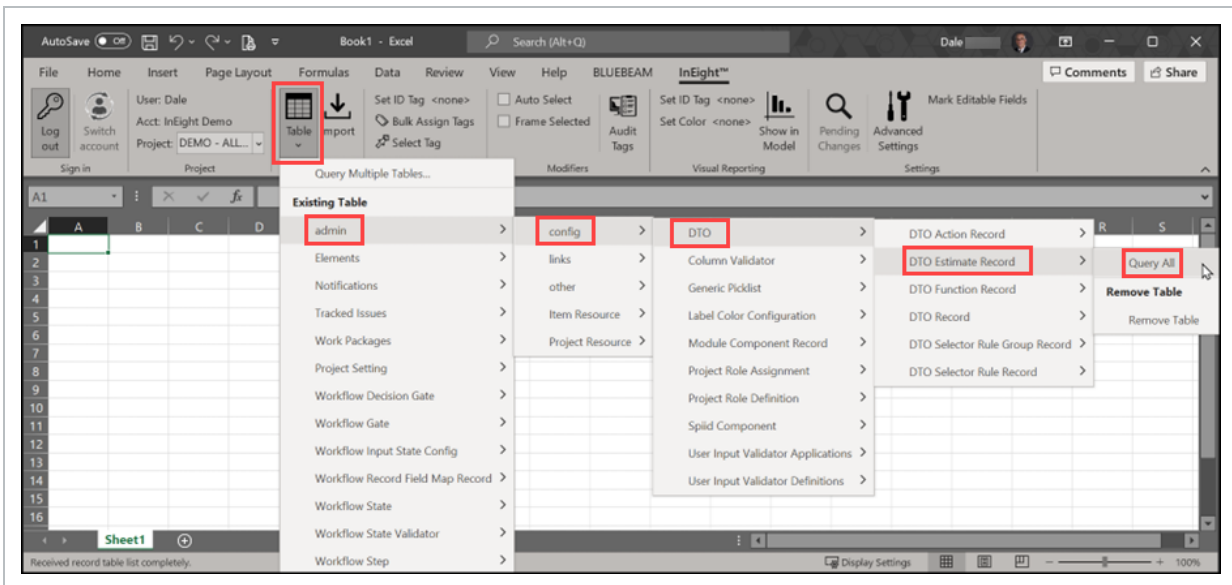 AutoSave Off Book1 - Excel Search (Alt+Q) Dale
File Home Insert Page Layout Formulas Data Review View Help BLUEBEAM InEight™ Comments Share
Log out
Switch account
User: Dale
Acct: InEight Demo
Project: DEMO - ALL...
Sign in
Project
Table
Import
Set ID Tag <none>
Bulk Assign Tags
Select Tag
Auto Select
Frame Selected
Audit Tags
Modifiers
Set ID Tag <none>
Set Color <none>
Show in Model
Visual Reporting
Pending Changes
Advanced Settings
Mark Editable Fields
Settings
A1 fx
A B C D R S
1
2
3
4
5
6
7
8
9
10
11
12
13
14
15
16
Query Multiple Tables...
Existing Table
admin
Elements
Notifications
Tracked Issues
Work Packages
Project Setting
Workflow Decision Gate
Workflow Gate
Workflow Input State Config
Workflow Record Field Map Record
Workflow State
Workflow State Validator
Workflow Step
config
links
other
Item Resource
Project Resource
DTO
Column Validator
Generic Picklist
Label Color Configuration
Module Component Record
Project Role Assignment
Project Role Definition
Spiid Component
User Input Validator Applications
User Input Validator Definitions
DTO Action Record
DTO Estimate Record
DTO Function Record
DTO Record
DTO Selector Rule Group Record
DTO Selector Rule Record
Query All
Remove Table
Remove Table
Sheet1
Received record table list completely.
Display Settings
100%